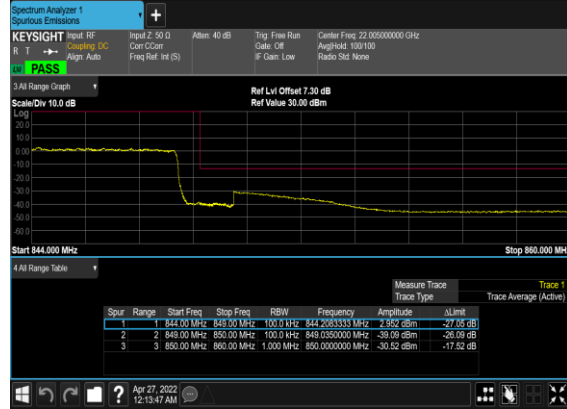 Spectrum Analyzer 1
Spurious Emissions
+
KEYSIGHT Input: RF Input Z: 50 Ω Atten: 40 dB Trig: Free Run Center Freq: 22.005000000 GHz
R T Coupling: DC Corr CCorr Gate: Off Avg|Hold: 100/100
Align: Auto Freq Ref: Int (S) IF Gain: Low Radio Std: None
PASS
3 All Range Graph
Ref Lvl Offset 7.30 dB
Scale/Div 10.0 dB Ref Value 30.00 dBm
Log
20.0
10.0
0.00
-10.0
-20.0
-30.0
-40.0
-50.0
-60.0
Start 844.000 MHz Stop 860.000 MH
4 All Range Table
Measure Trace Trace 1
Trace Type Trace Average (Active)
Spur Range Start Freq Stop Freq RBW Frequency Amplitude ΔLimit
1 1 844.00 MHz 849.00 MHz 100.0 kHz 844.2083333 MHz 2.952 dBm -27.05 dB
2 2 849.00 MHz 850.00 MHz 100.0 kHz 849.0350000 MHz -39.09 dBm -26.09 dB
3 3 850.00 MHz 860.00 MHz 1.000 MHz 850.0000000 MHz -30.52 dBm -17.52 dB
? Apr 27, 2022
12:13:47 AM